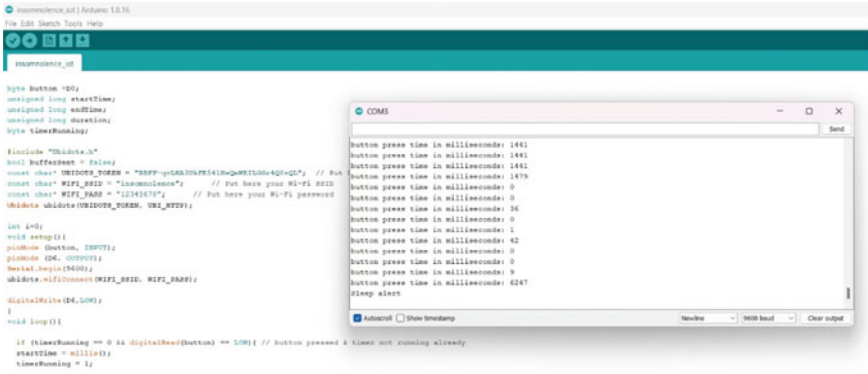 insomnolence_iot | Arduino 1.8.16
File Edit Sketch Tools Help
insomnolence_iot
byte button =D0;
unsigned long startTime;
unsigned long endTime;
unsigned long duration;
byte timerRunning;
#include "Ubidots.h"
bool bufferSent = false;
const char* UBIDOTS_TOKEN = // Put
const char* WIFI_SSID = "insomnolence"; // Put here your Wi-Fi SSID
const char* WIFI_PASS = "12345678"; // Put here your Wi-Fi password
Ubidots ubidots(UBIDOTS_TOKEN, UBI_HTTP);
int i=0;
void setup(){
pinMode (button, INPUT);
pinMode (D6, OUTPUT);
Serial.begin(9600);
ubidots.wifiConnect(WIFI_SSID, WIFI_PASS);
digitalWrite(D6,LOW);
}
void loop(){
if (timerRunning == 0 && digitalRead(button) == LOW){ // button pressed & timer not running already
startTime = millis();
timerRunning = 1;
COM3
Send
button press time in milliseconds: 1441
button press time in milliseconds: 1441
button press time in milliseconds: 1441
button press time in milliseconds: 1479
button press time in milliseconds: 0
button press time in milliseconds: 0
button press time in milliseconds: 36
button press time in milliseconds: 0
button press time in milliseconds: 1
button press time in milliseconds: 42
button press time in milliseconds: 0
button press time in milliseconds: 0
button press time in milliseconds: 9
button press time in milliseconds: 6247
Sleep alert
Autoscroll Show timestamp
Newline 9600 baud Clear output